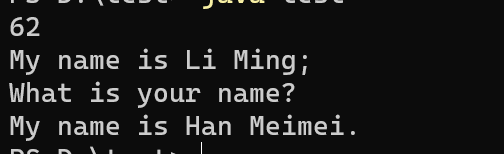 62
My name is Li Ming;
What is your name?
My name is Han Meimei.